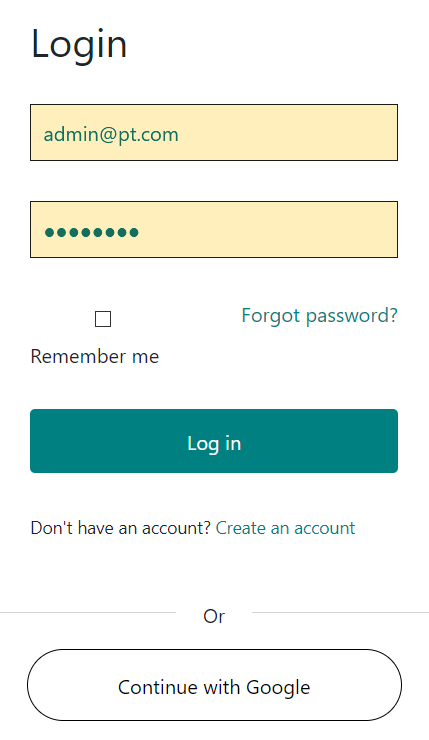 Login
admin@pt.com
••••••••
Forgot password?
Remember me
Log in
Don't have an account? Create an account
Or
Continue with Google